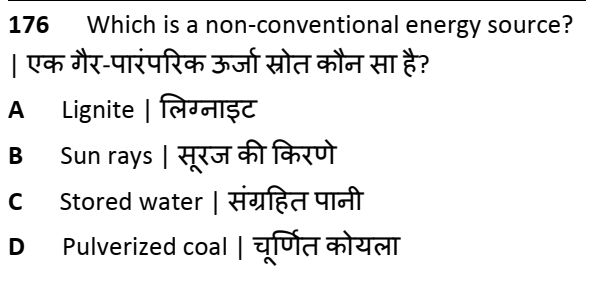 176 Which is a non-conventional energy source?
| एक गैर-पारंपरिक ऊर्जा स्रोत कौन सा है?
A Lignite | लिग्नाइट
B Sun rays | सूरज की किरणे
C Stored water | संग्रहित पानी
D Pulverized coal | चूर्णित कोयला